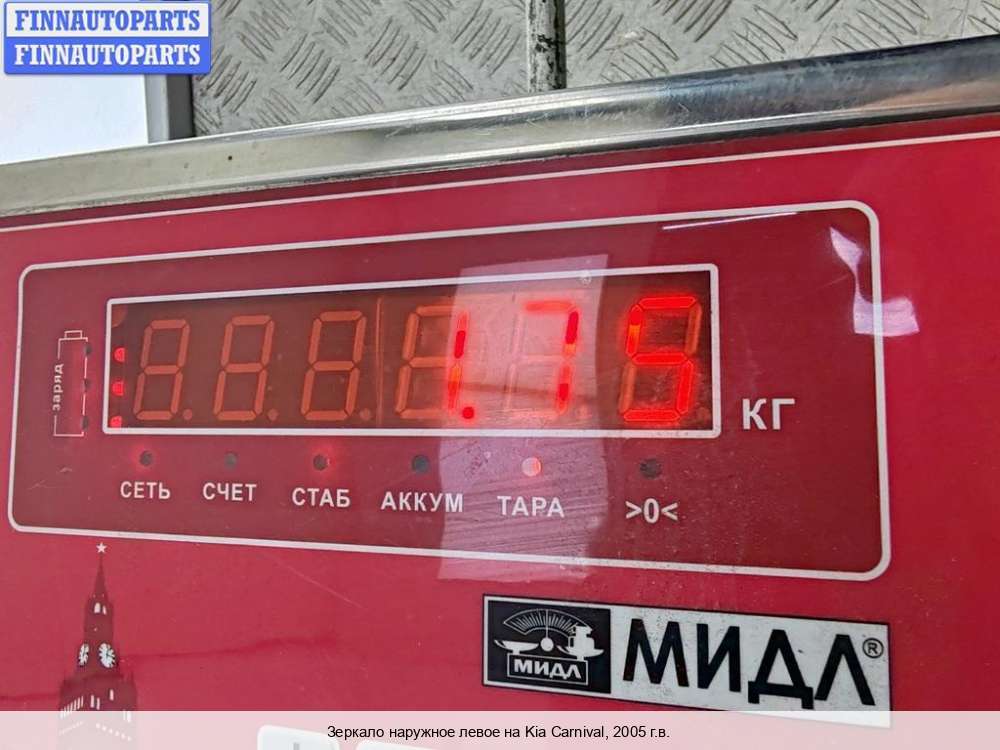 FINNAUTOPARTS
FINNAUTOPARTS
заряд
1.75
КГ
СЕТЬ СЧЕТ СТАБ АККУМ ТАРА >0<
МИДЛ
МИДЛ®
Зеркало наружное левое на Kia Carnival, 2005 г.в.